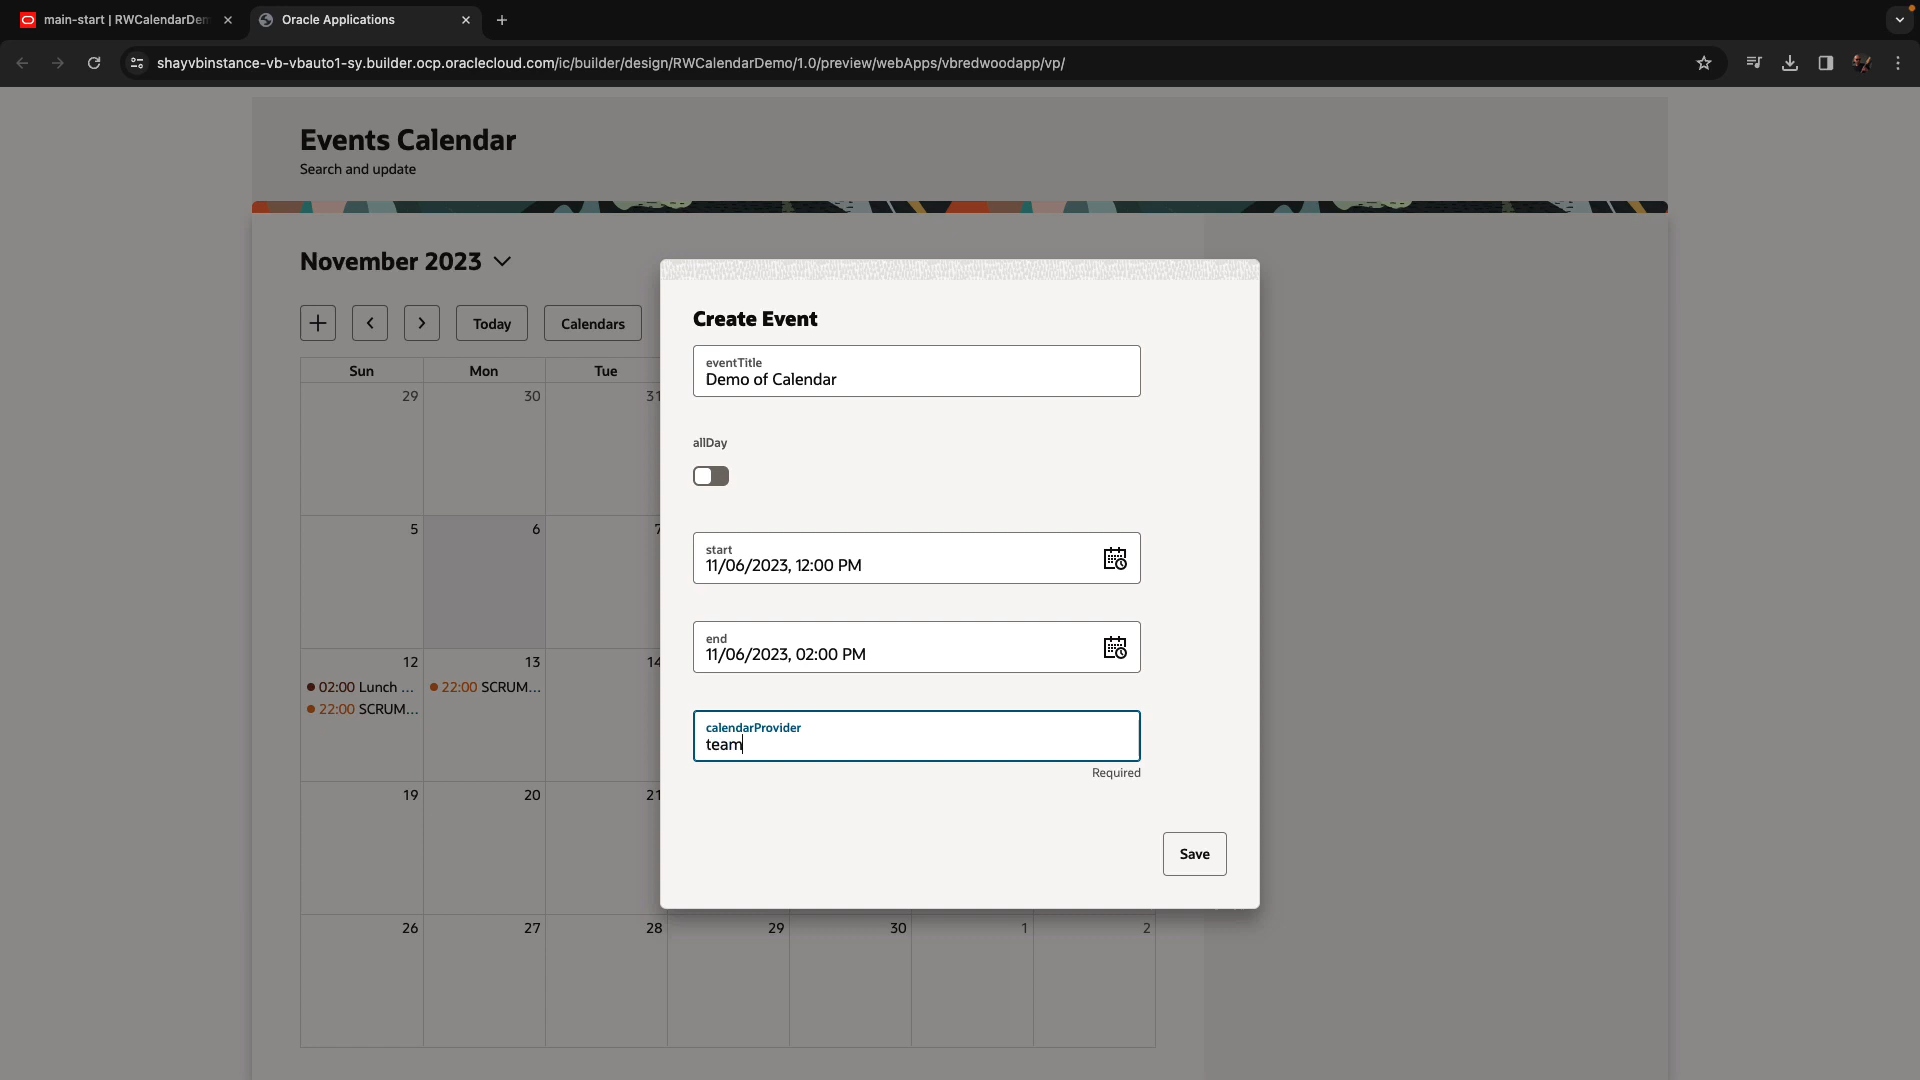 main-start | RWCalendarDem
Oracle Applications
shayvbinstance-vb-vbauto1-sy.builder.ocp.oraclecloud.com/ic/builder/design/RWCalendarDemo/1.0/preview/webApps/vbredwoodapp/vp/
Events Calendar
Search and update
November 2023
Today
Calendars
Sun
Mon
Tue
29
30
31
5
6
7
12
13
14
02:00 Lunch ...
22:00 SCRUM...
22:00 SCRUM...
19
20
21
26
27
28
29
30
1
2
Create Event
eventTitle
Demo of Calendar
allDay
start
11/06/2023, 12:00 PM
end
11/06/2023, 02:00 PM
calendarProvider
team
Required
Save